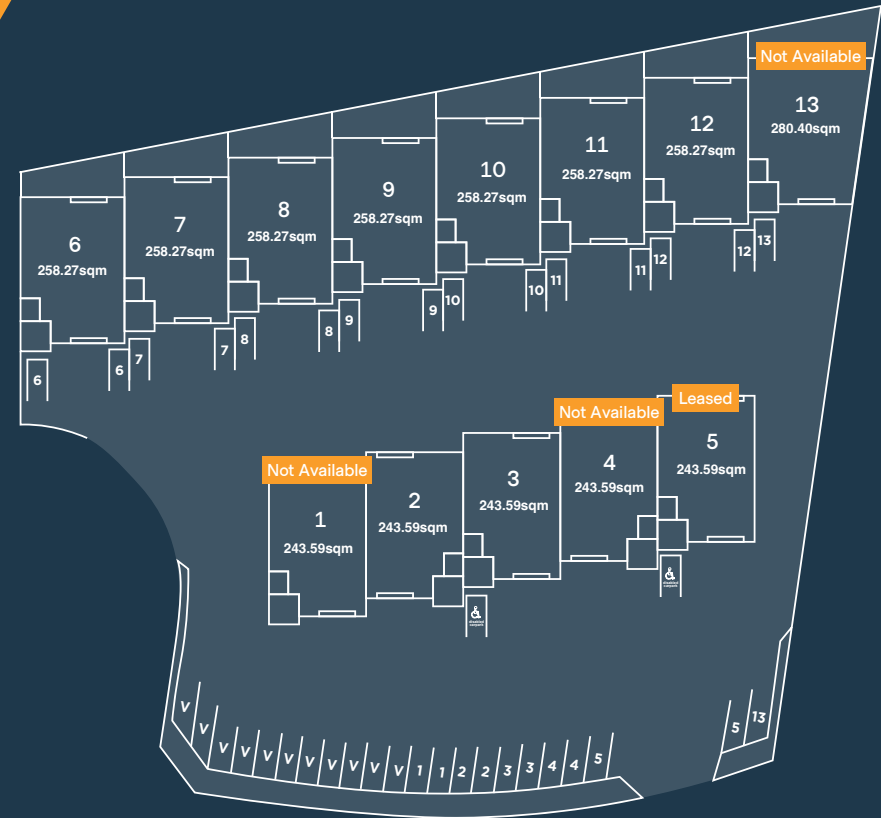 Not Available
13
280.40sqm
12
258.27sqm
11
258.27sqm
10
258.27sqm
9
258.27sqm
8
258.27sqm
7
258.27sqm
6
258.27sqm
6
6
7
7
8
8
9
9
10
10
11
11
12
12
13
Not Available
1
243.59sqm
2
243.59sqm
3
243.59sqm
Not Available
4
243.59sqm
Leased
5
243.59sqm
V
V
V
V
V
V
V
V
V
V
V
1
1
2
2
3
3
4
4
5
5
13